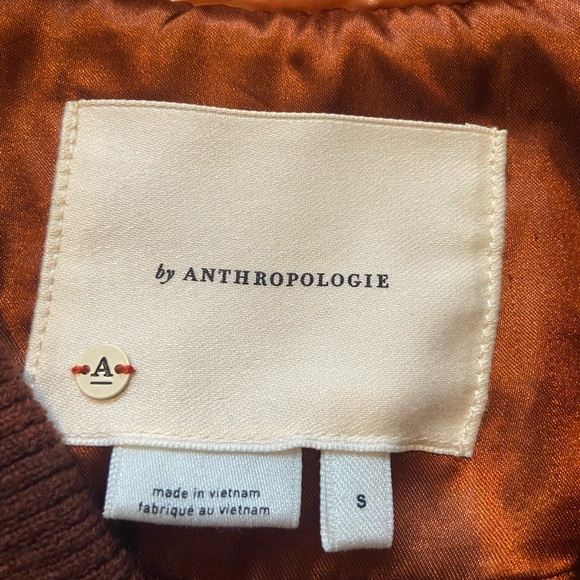 by ANTHROPOLOGIE
A
made in vietnam
fabriqué au vietnam
S